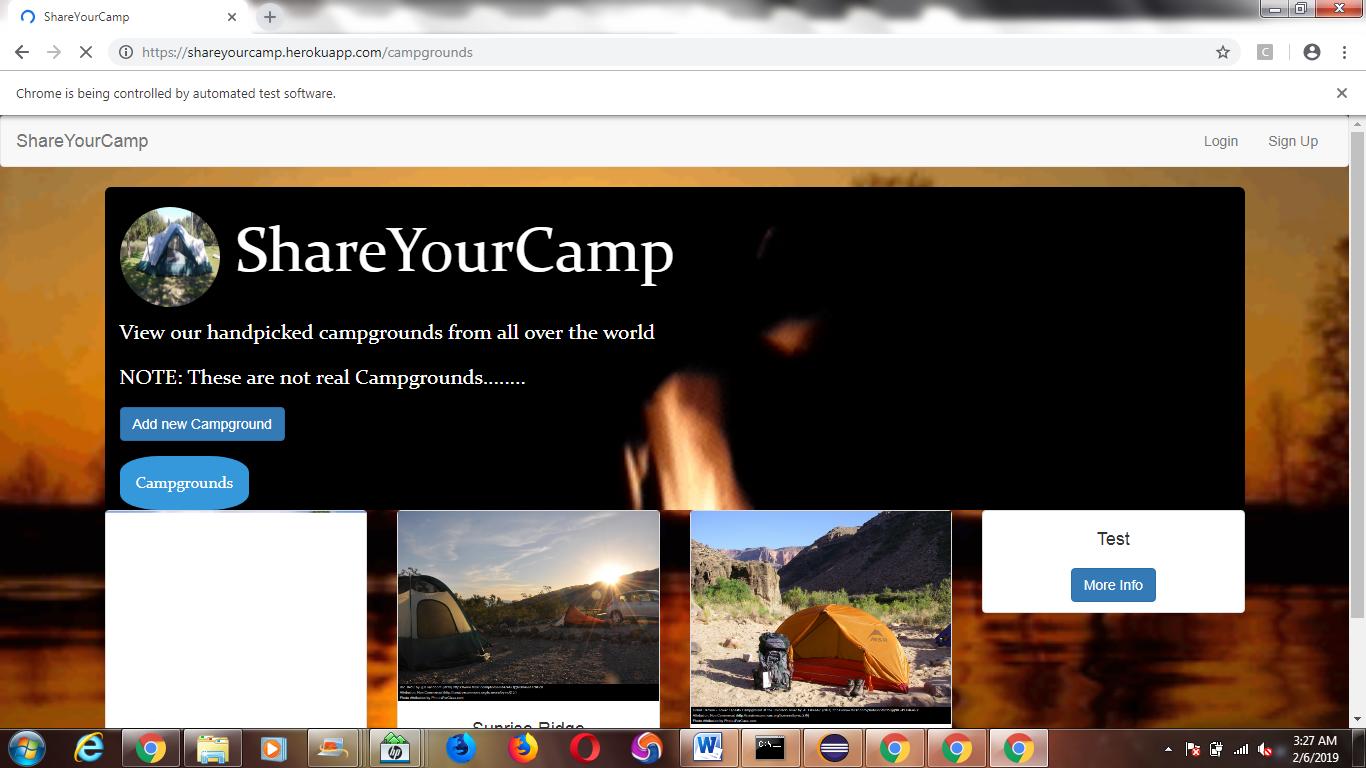 ShareYourCamp
https://shareyourcamp.herokuapp.com/campgrounds
C
Chrome is being controlled by automated test software.
ShareYourCamp
Login
Sign Up
ShareYourCamp
View our handpicked campgrounds from all over the world
NOTE: These are not real Campgrounds........
Add new Campground
Campgrounds
Test
More Info
Sunrise Ridge
hp
W
C:\
3:27 AM
2/6/2019